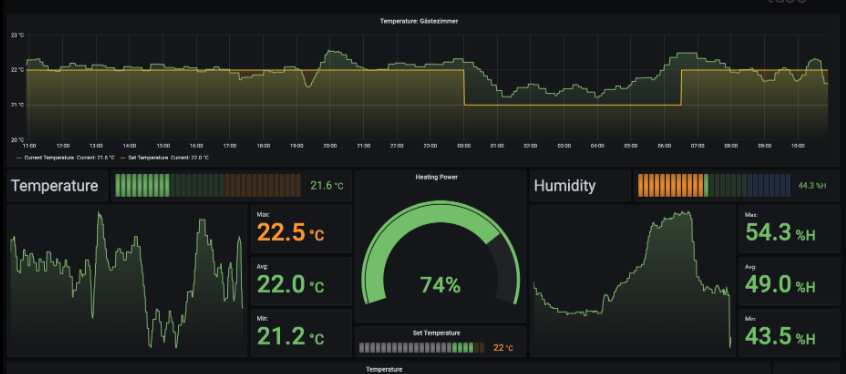 Temperature: Gästezimmer
23 °C
22 °C
21 °C
20 °C
11:00 12:00 13:00 14:00 15:00 16:00 17:00 18:00 19:00 20:00 21:00 22:00 23:00 00:00 01:00 02:00 03:00 04:00 05:00 06:00 07:00 08:00 09:00 10:00
Current Temperature Current: 21.6 °C Set Temperature Current: 22.0 °C
Temperature
21.6 °C
Heating Power
Humidity
44.3 %H
Max:
22.5 °C
Avg:
22.0 °C
Min:
21.2 °C
74%
Set Temperature
22 °C
Max:
54.3 %H
Avg:
49.0 %H
Min:
43.5 %H
Temperature